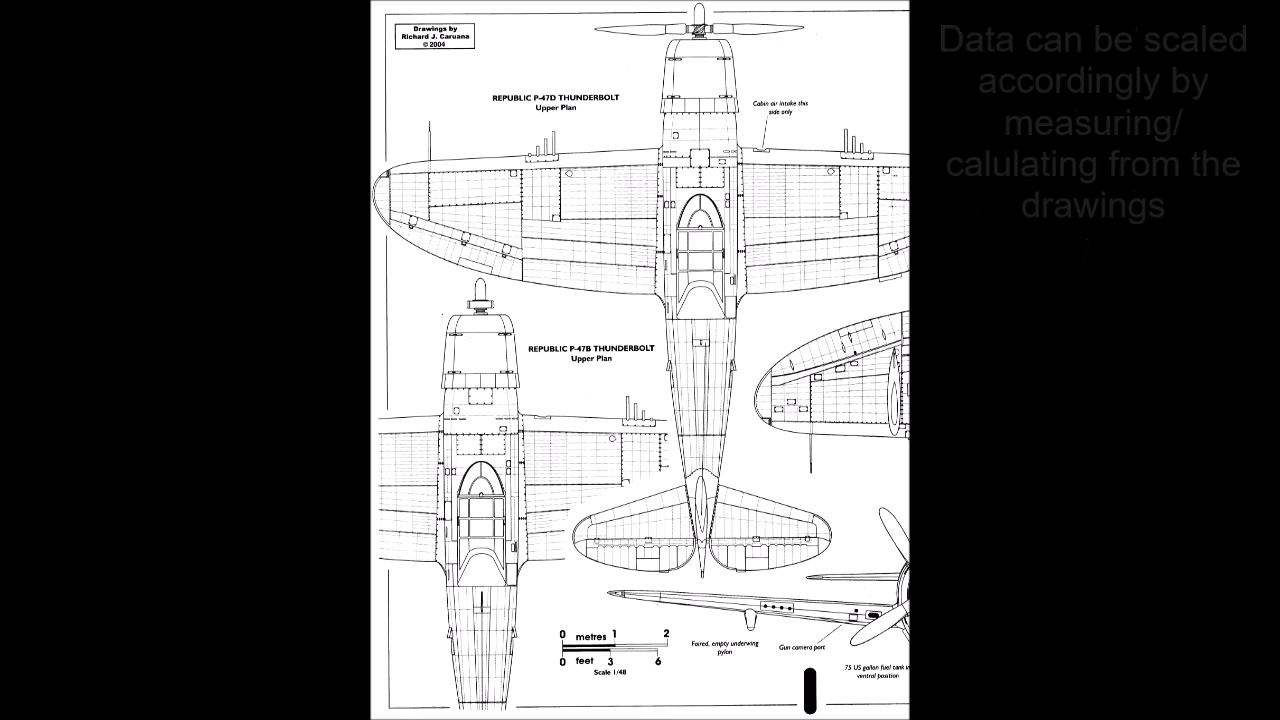 Drawings by
Richard J. Caruana
© 2004
Data can be scaled
accordingly by
measuring/
calulating from the
drawings
REPUBLIC P-47D THUNDERBOLT
Upper Plan
Cabin air intake this
side only
REPUBLIC P-47B THUNDERBOLT
Upper Plan
0 metres 1 2
0 feet 3 6
Scale 1/48
Faired, empty underwing
pylon
Gun camera port
75 US gallon fuel tank
ventral position